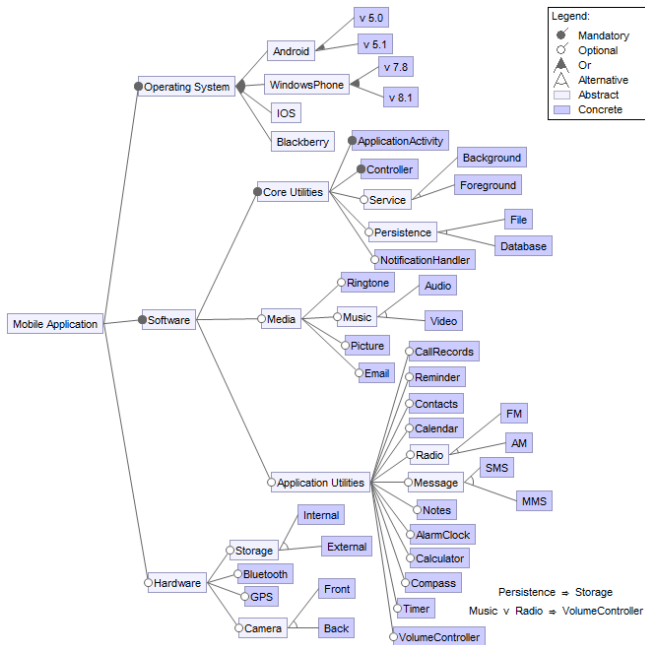 Legend:
Mandatory
Optional
Or
Alternative
Abstract
Concrete
v 5.0
v 5.1
Android
v 7.8
WindowsPhone
v 8.1
Operating System
IOS
Blackberry
ApplicationActivity
Controller
Background
Core Utilities
Service
Foreground
File
Persistence
Database
NotificationHandler
Mobile Application
Software
Ringtone
Audio
Media
Music
Video
Picture
Email
CallRecords
Reminder
Contacts
Calendar
FM
Radio
AM
SMS
Application Utilities
Message
MMS
Notes
AlarmClock
Calculator
Compass
Timer
VolumeController
Internal
Storage
External
Hardware
Bluetooth
GPS
Front
Camera
Back
Persistence ⇒ Storage
Music ∨ Radio ⇒ VolumeController